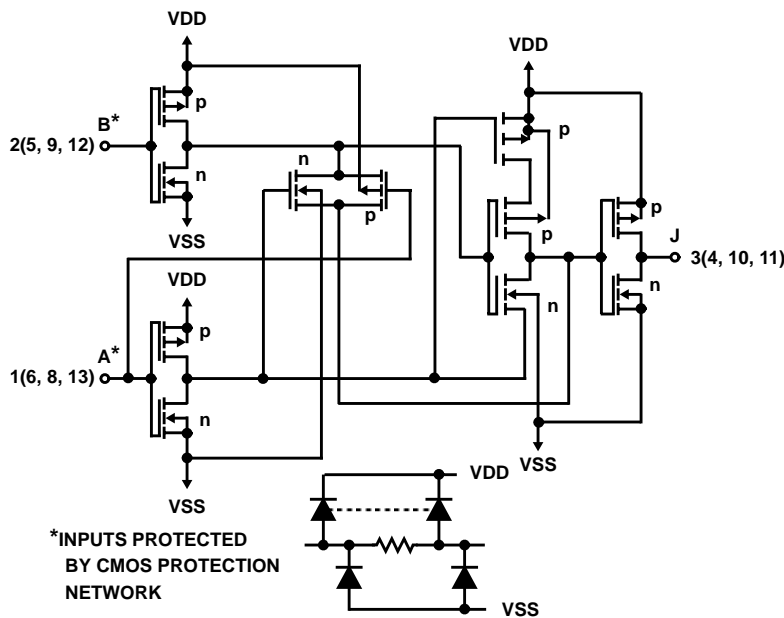 VDD
VDD
B*
p
p
2(5, 9, 12)
n
n
p
p
p
J
3(4, 10, 11)
VSS
n
n
VDD
p
A*
1(6, 8, 13)
n
VSS
VSS
VDD
*INPUTS PROTECTED
BY CMOS PROTECTION
NETWORK
VSS